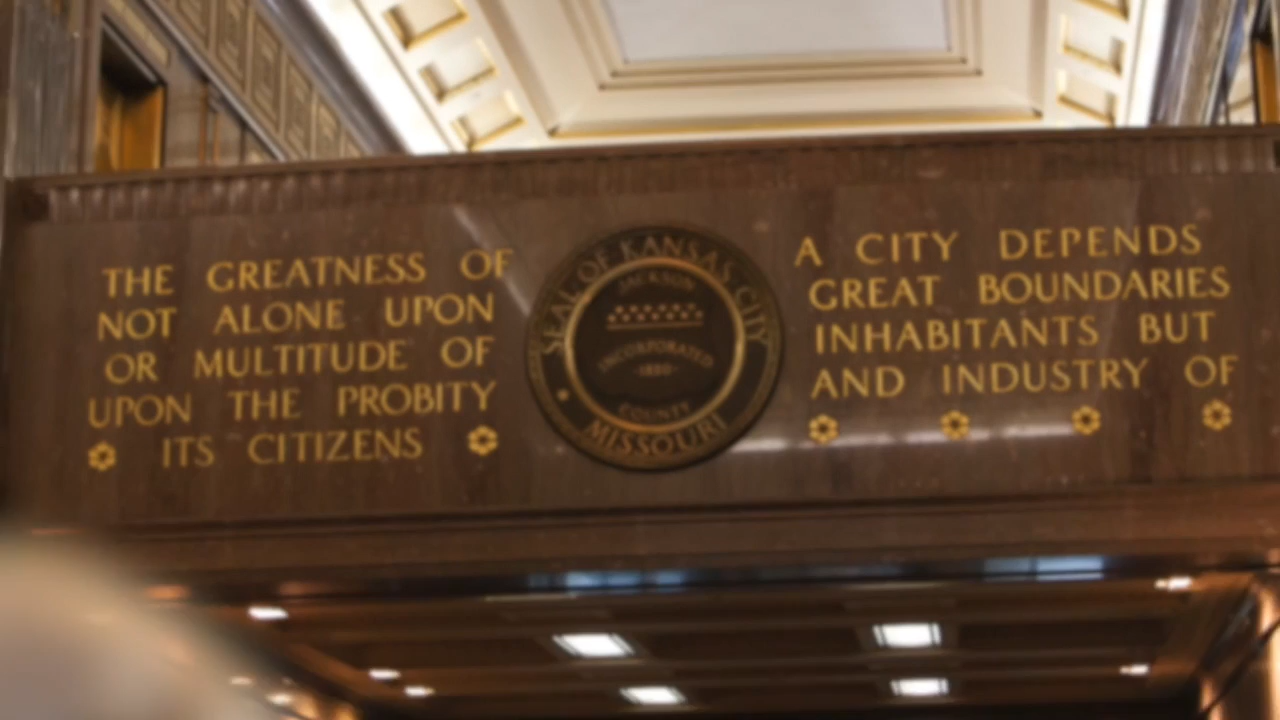 THE GREATNESS OF
NOT ALONE UPON
OR MULTITUDE OF
UPON THE PROBITY
ITS CITIZENS
SEAL OF KANSAS CITY
JACKSON
INCORPORATED
-1850-
COUNTY
MISSOURI
A CITY DEPENDS
GREAT BOUNDARIES
INHABITANTS BUT
AND INDUSTRY OF